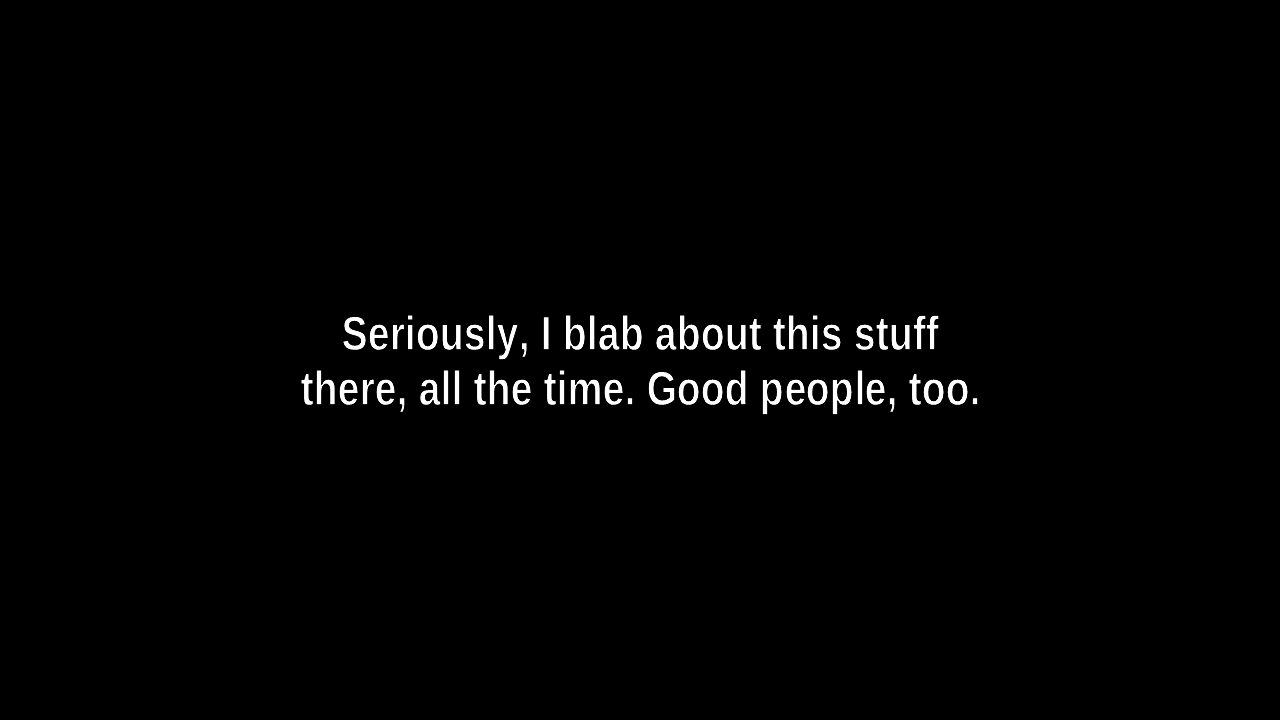 Seriously, I blab about this stuff
there, all the time. Good people, too.